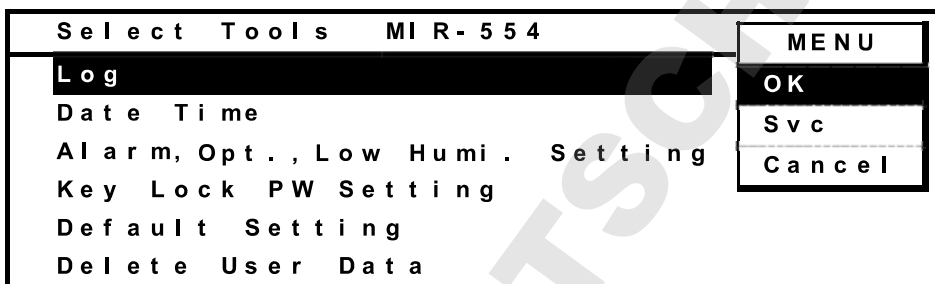 Select Tools MIR-554
Log
Date Time
Alarm, Opt., Low Humi. Setting
Key Lock PW Setting
Default Setting
Delete User Data
MENU
OK
Svc
Cancel